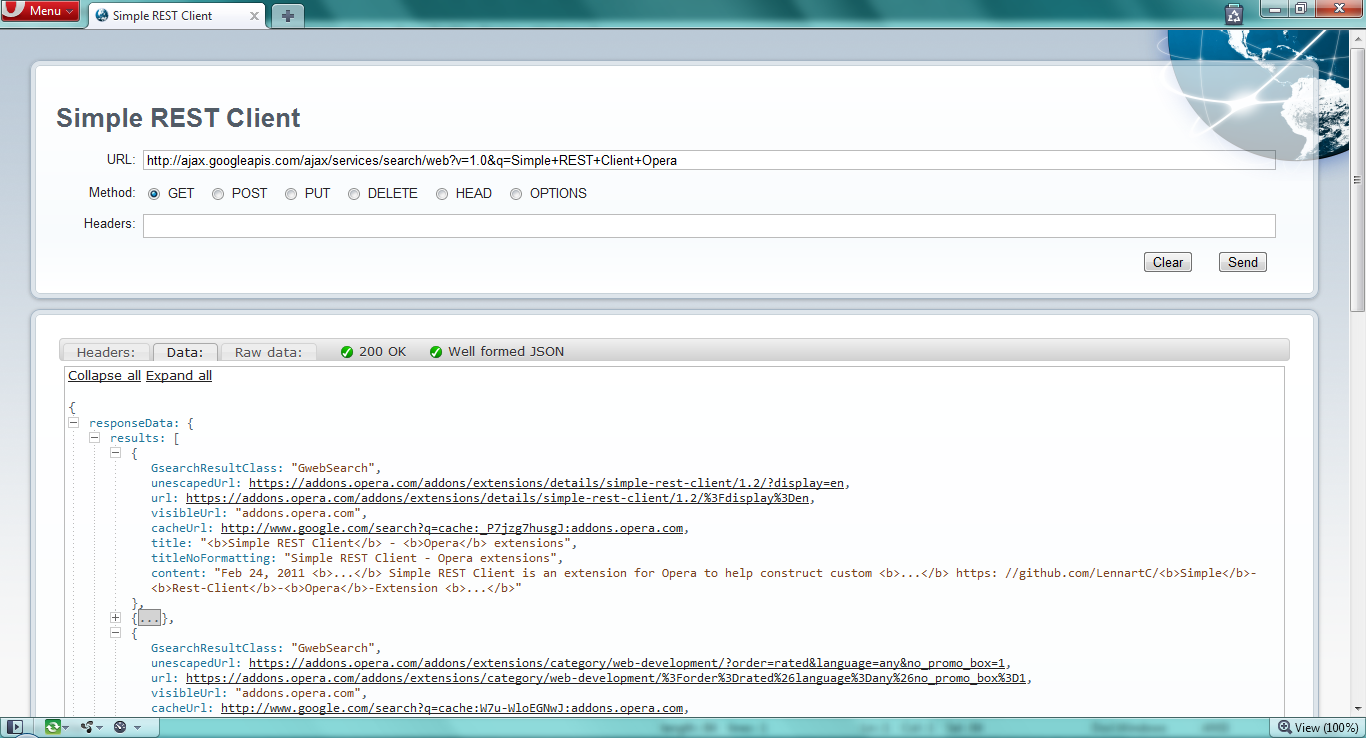 Menu
Simple REST Client
Simple REST Client
URL: http://ajax.googleapis.com/ajax/services/search/web?v=1.0&q=Simple+REST+Client+Opera
Method: GET POST PUT DELETE HEAD OPTIONS
Headers:
Clear Send
Headers: Data: Raw data: 200 OK Well formed JSON
Collapse all Expand all
{
responseData: {
results: [
{
GsearchResultClass: "GwebSearch",
unescapedUrl: https://addons.opera.com/addons/extensions/details/simple-rest-client/1.2/?display=en,
url: https://addons.opera.com/addons/extensions/details/simple-rest-client/1.2/%3Fdisplay%3Den,
visibleUrl: "addons.opera.com",
cacheUrl: http://www.google.com/search?q=cache:_P7jzg7husgJ:addons.opera.com,
title: "<b>Simple REST Client</b> - <b>Opera</b> extensions",
titleNoFormatting: "Simple REST Client - Opera extensions",
content: "Feb 24, 2011 <b>...</b> Simple REST Client is an extension for Opera to help construct custom <b>...</b> https: //github.com/LennartC/<b>Simple</b>-
<b>Rest-Client</b>-<b>Opera</b>-Extension <b>...</b>"
},
{...},
{
GsearchResultClass: "GwebSearch",
unescapedUrl: https://addons.opera.com/addons/extensions/category/web-development/?order=rated&language=any&no_promo_box=1,
url: https://addons.opera.com/addons/extensions/category/web-development/%3Forder%3Drated%26language%3Dany%26no_promo_box%3D1,
visibleUrl: "addons.opera.com",
cacheUrl: http://www.google.com/search?q=cache:W7u-WloEGNwJ:addons.opera.com,
View (100%)